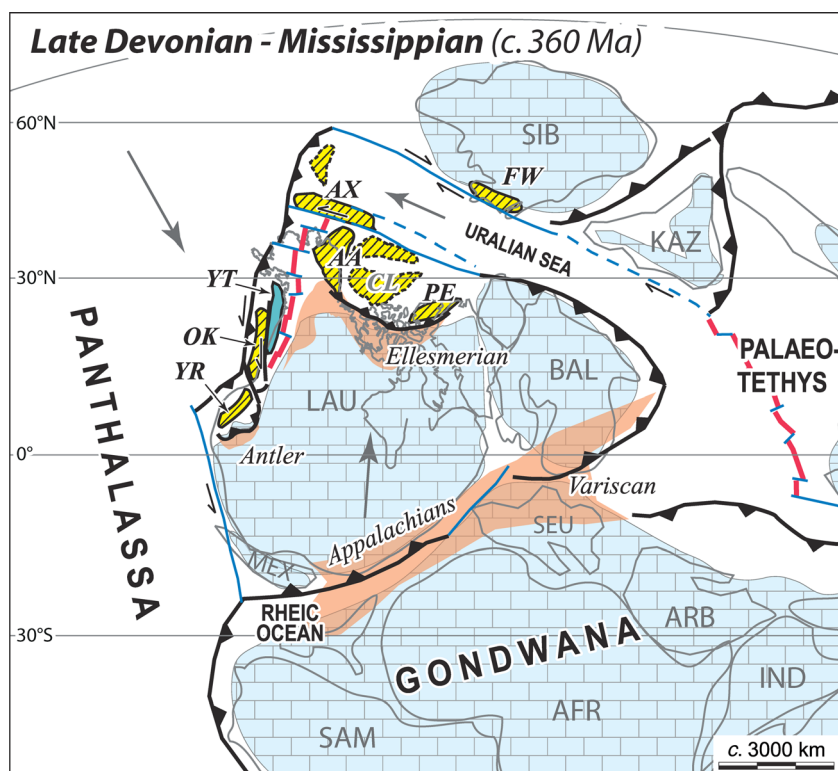 Late Devonian - Mississippian (c. 360 Ma)
60°N
SIB
FW
AX
URALIAN SEA
KAZ
AA
30°N
YT
CL
PE
OK
Ellesmerian
PALAEO-
TETHYS
YR
LAU
BAL
PANTHALASSA
0°
Antler
Variscan
Appalachians
SEU
MEX
RHEIC
OCEAN
ARB
30°S
GONDWANA
IND
AFR
SAM
c. 3000 km